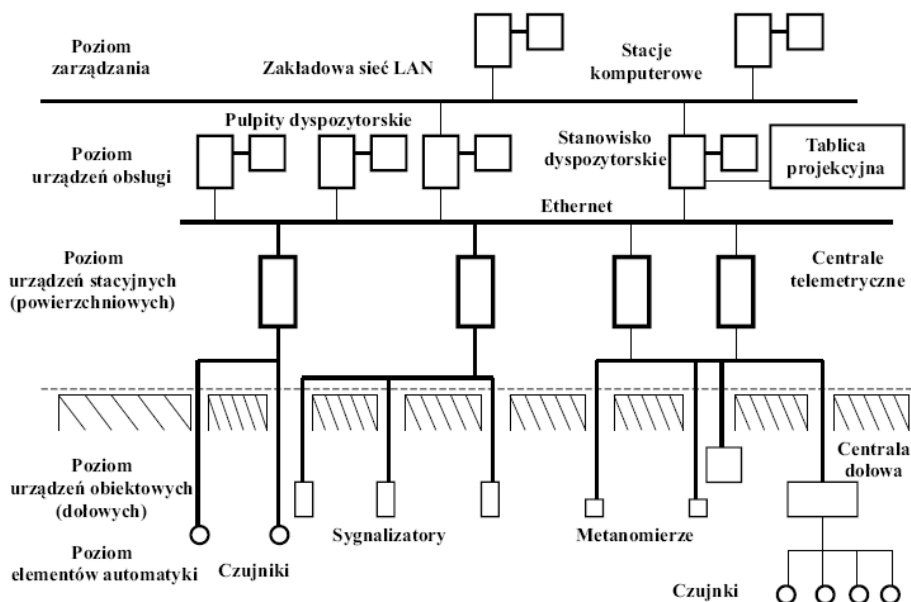 Poziom
zarządzania
Zakładowa sieć LAN
Stacje
komputerowe
Pulpity dyspozytorskie
Poziom
urządzeń obsługi
Stanowisko
dyspozytorskie
Tablica
projekcyjna
Ethernet
Poziom
urządzeń stacyjnych
(powierzchniowych)
Centrale
telemetryczne
Poziom
urządzeń obiektowych
(dołowych)
Centrala
dołowa
Sygnalizatory
Metanomierze
Poziom
elementów automatyki
Czujniki
Czujnki